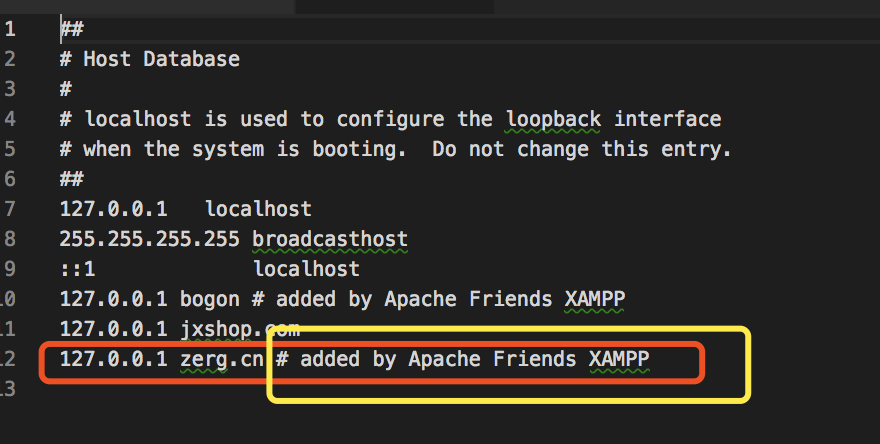 1 ##
2 # Host Database
3 #
4 # localhost is used to configure the loopback interface
5 # when the system is booting.  Do not change this entry.
6 ##
7 127.0.0.1   localhost
8 255.255.255.255 broadcasthost
9 ::1             localhost
10 127.0.0.1 bogon # added by Apache Friends XAMPP
11 127.0.0.1 jxshop.com
12 127.0.0.1 zerg.cn # added by Apache Friends XAMPP
13